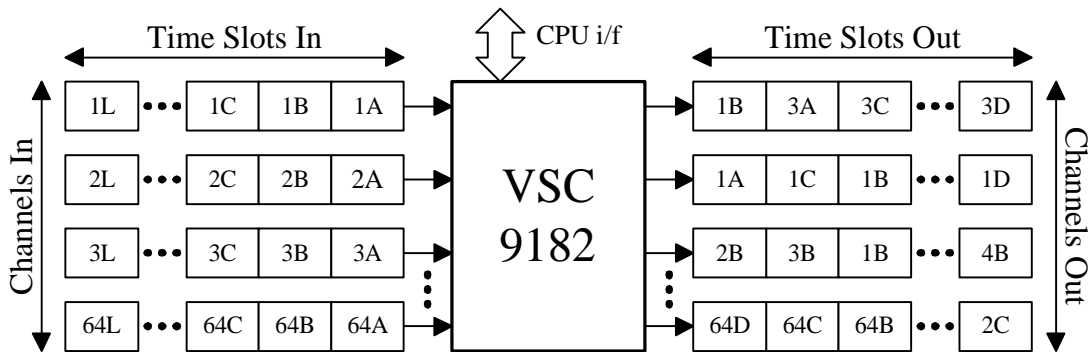 Time Slots In
CPU i/f
Time Slots Out
Channels In
1L ••• 1C 1B 1A
2L ••• 2C 2B 2A
3L ••• 3C 3B 3A
64L ••• 64C 64B 64A
VSC
9182
1B 3A 3C ••• 3D
1A 1C 1B ••• 1D
2B 3B 1B ••• 4B
64D 64C 64B ••• 2C
Channels Out